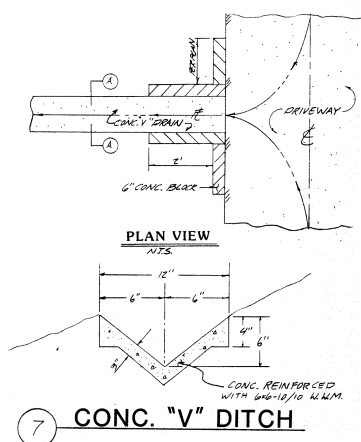 A
A
CONC. "V" DRAIN
℄
DRIVEWAY
℄
2'
6" CONC. BLOCK
PLAN VIEW
N.T.S.
12"
6"
6"
4"
6"
3"
CONC. REINFORCED
WITH 6x6-10/10 W.W.M.
7
CONC. "V" DITCH